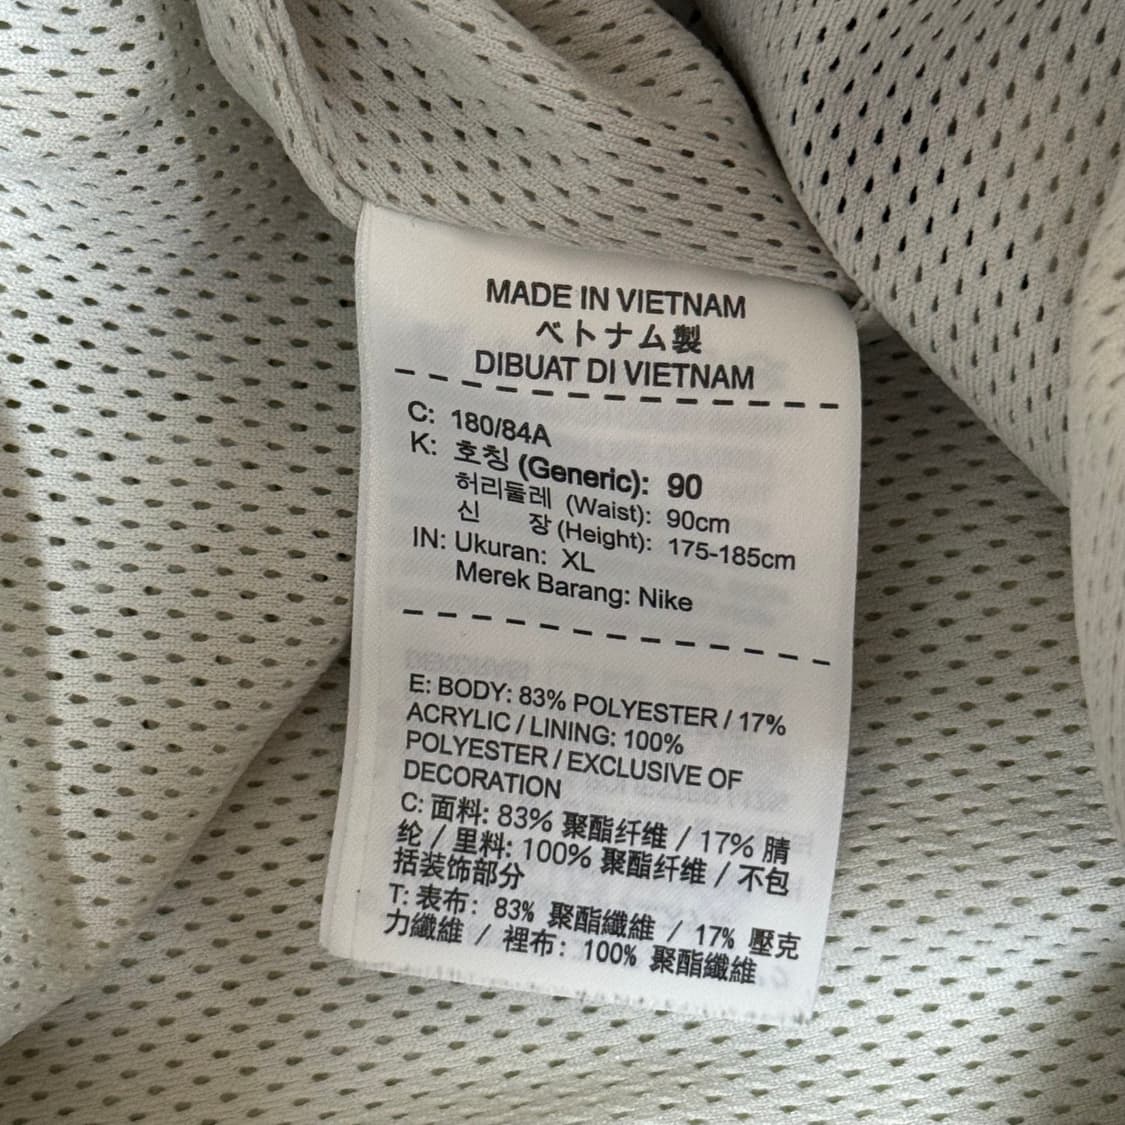 MADE IN VIETNAM
ベトナム製
DIBUAT DI VIETNAM
C: 180/84A
K: 호칭 (Generic): 90
허리둘레 (Waist): 90cm
신 장 (Height): 175-185cm
IN: Ukuran: XL
Merek Barang: Nike
E: BODY: 83% POLYESTER / 17%
ACRYLIC / LINING: 100%
POLYESTER / EXCLUSIVE OF
DECORATION
C: 面料: 83% 聚酯纤维 / 17% 腈
纶 / 里料: 100% 聚酯纤维 / 不包
括装饰部分
T: 表布: 83% 聚酯纖維 / 17% 壓克
力纖維 / 裡布: 100% 聚酯纖維